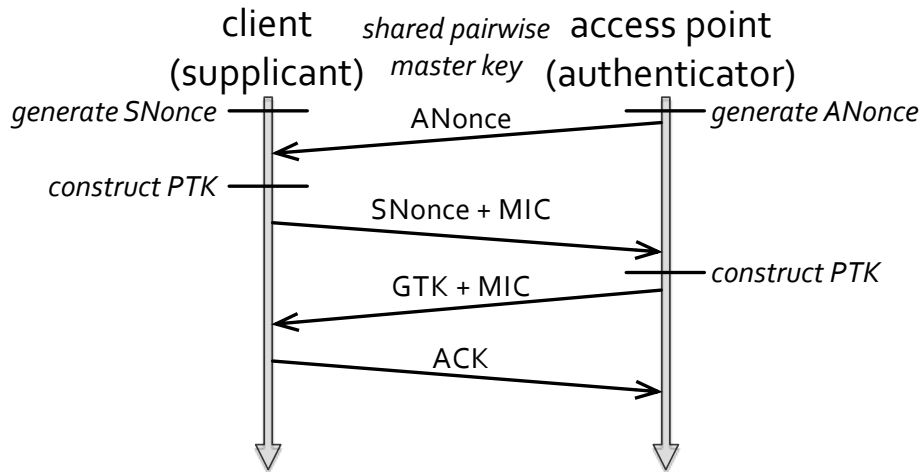 client
(supplicant)
shared pairwise
master key
access point
(authenticator)
generate SNonce
generate ANonce
ANonce
construct PTK
SNonce + MIC
construct PTK
GTK + MIC
ACK